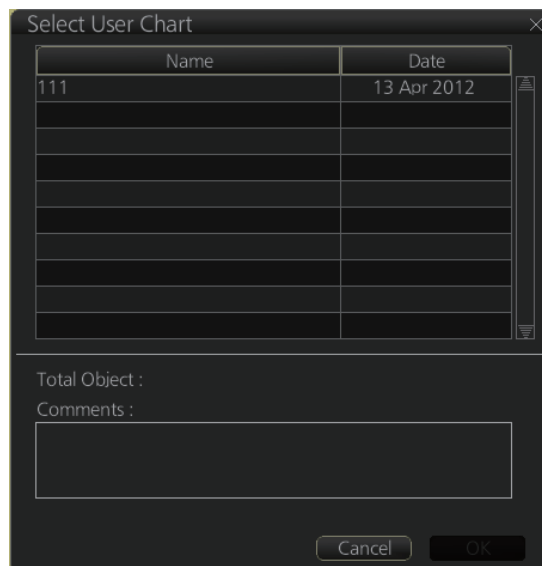 Select User Chart
Name Date
111 13 Apr 2012
Total Object :
Comments :
Cancel OK